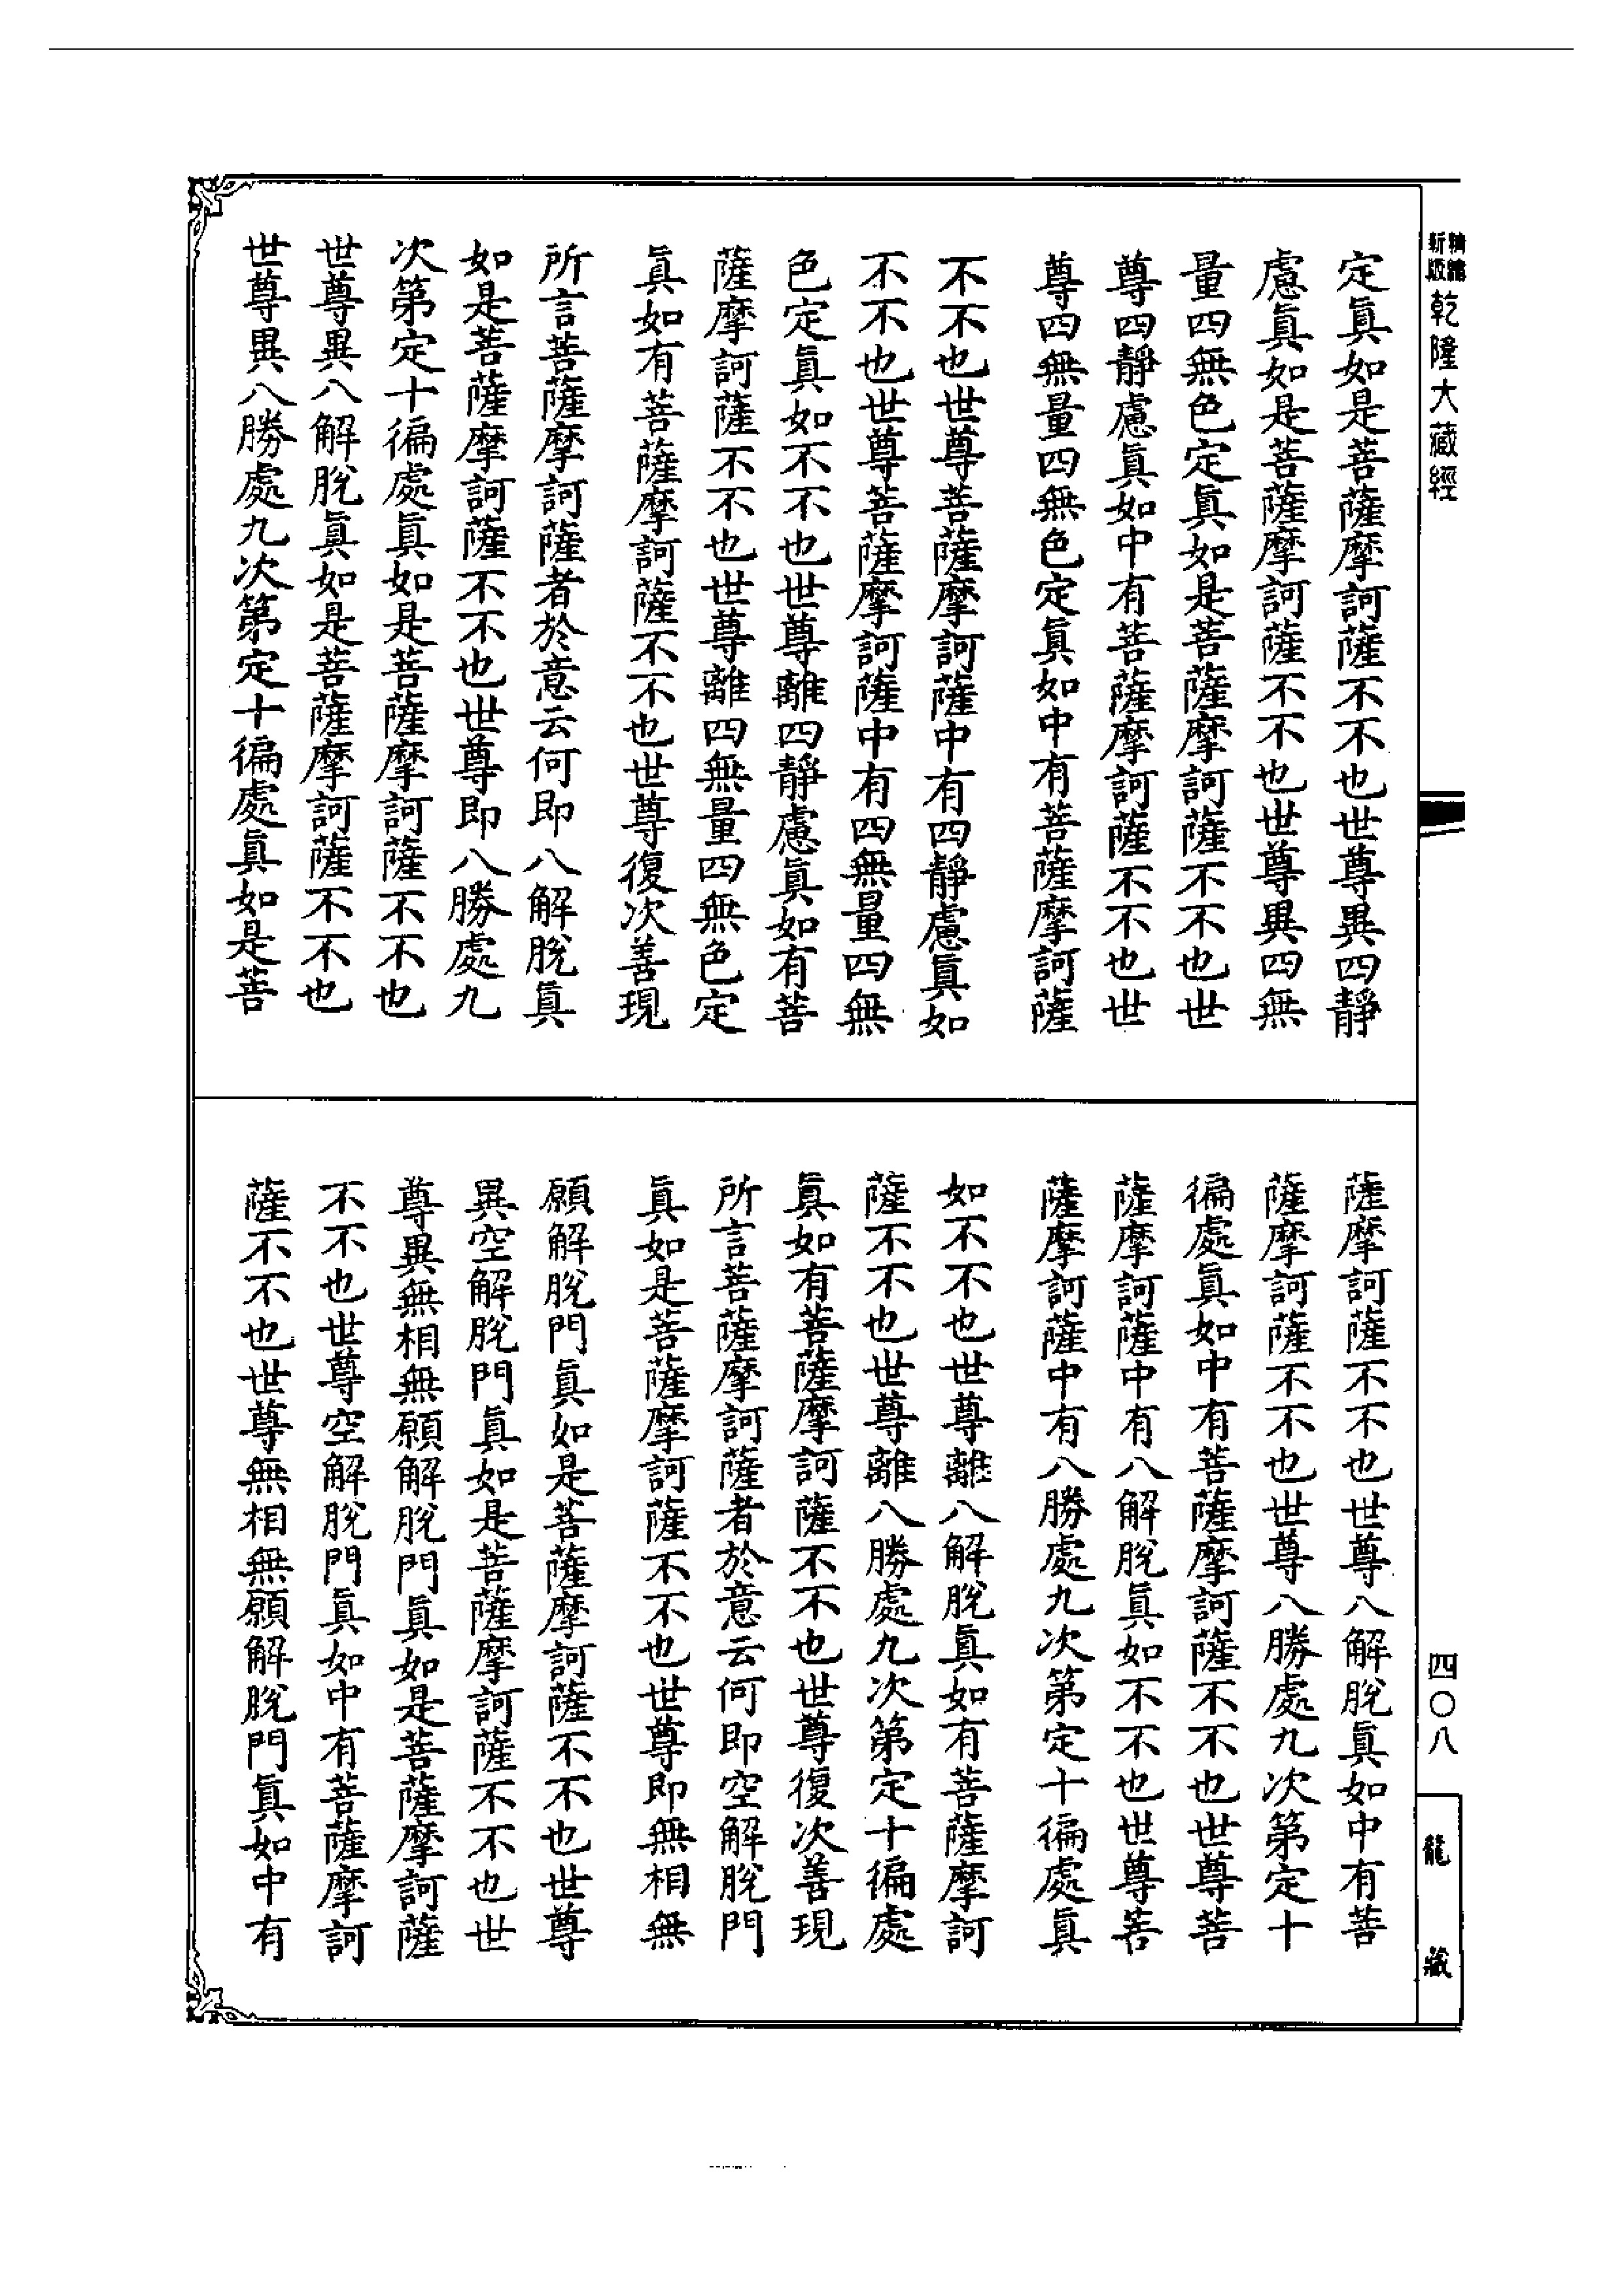 精縮新版乾隆大藏經
定眞如是菩薩摩訶薩不不也世尊異四靜
慮眞如是菩薩摩訶薩不不也世尊異四無
量四無色定眞如是菩薩摩訶薩不不也世
尊四靜慮眞如中有菩薩摩訶薩不不也世
尊四無量四無色定眞如中有菩薩摩訶薩
不不也世尊菩薩摩訶薩中有四靜慮眞如
不不也世尊菩薩摩訶薩中有四無量四無
色定眞如不不也世尊離四靜慮眞如有菩
薩摩訶薩不不也世尊離四無量四無色定
眞如有菩薩摩訶薩不不也世尊復次善現
所言菩薩摩訶薩者於意云何即八解脫眞
如是菩薩摩訶薩不不也世尊即八勝處九
次第定十徧處眞如是菩薩摩訶薩不不也
世尊異八解脫眞如是菩薩摩訶薩不不也
世尊異八勝處九次第定十徧處眞如是菩
薩摩訶薩不不也世尊八解脫眞如中有菩
薩摩訶薩不不也世尊八勝處九次第定十
徧處眞如中有菩薩摩訶薩不不也世尊菩
薩摩訶薩中有八解脫眞如不不也世尊菩
薩摩訶薩中有八勝處九次第定十徧處眞
如不不也世尊離八解脫眞如有菩薩摩訶
薩不不也世尊離八勝處九次第定十徧處
眞如有菩薩摩訶薩不不也世尊復次善現
所言菩薩摩訶薩者於意云何即空解脫門
眞如是菩薩摩訶薩不不也世尊即無相無
願解脫門眞如是菩薩摩訶薩不不也世尊
異空解脫門眞如是菩薩摩訶薩不不也世
尊異無相無願解脫門眞如是菩薩摩訶薩
不不也世尊空解脫門眞如中有菩薩摩訶
薩不不也世尊無相無願解脫門眞如中有
四〇八
龍藏